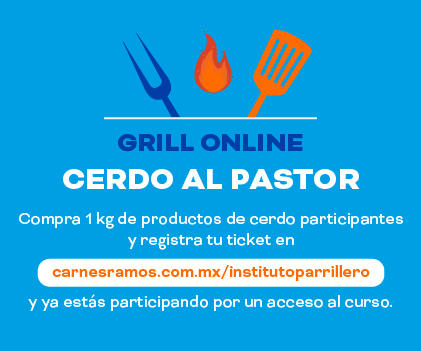 GRILL ONLINE
CERDO AL PASTOR
Compra 1 kg de productos de cerdo participantes
y registra tu ticket en
carnesramos.com.mx/institutoparrillero
y ya estás participando por un acceso al curso.